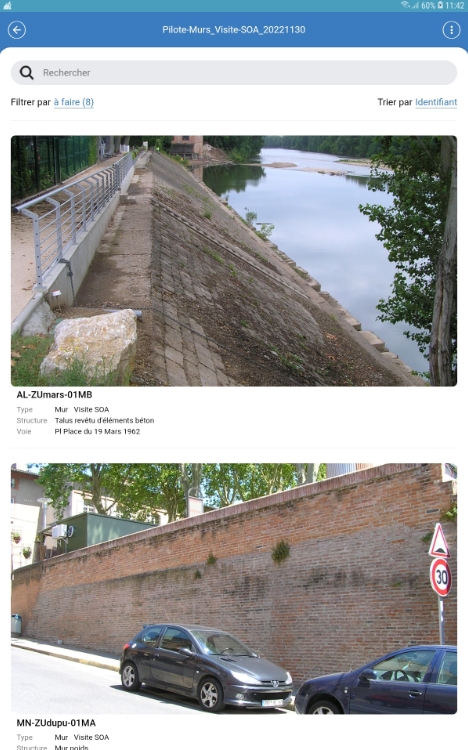 60% 11:42
Pilote-Murs_Visite-SOA_20221130
Rechercher
Filtrer par à faire (8) Trier par Identifiant
AL-ZUmars-01MB
Type Mur Visite SOA
Structure Talus revêtu d'éléments béton
Voie Pl Place du 19 Mars 1962
30
MN-ZUdupu-01MA
Type Mur Visite SOA
Structure Mur poids